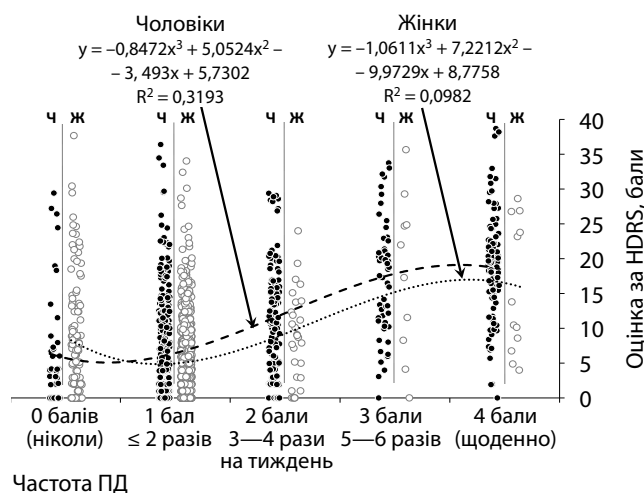 Чоловіки
y = –0,8472x³ + 5,0524x² –
– 3, 493x + 5,7302
R² = 0,3193
Жінки
y = –1,0611x³ + 7,2212x² –
– 9,9729x + 8,7758
R² = 0,0982
Ч Ж Ч Ж Ч Ж Ч Ж Ч Ж
40
35
30
25
20
15
10
5
0
Оцінка за HDRS, бали
0 балів 1 бал 2 бали 3 бали 4 бали
(ніколи) ≤ 2 разів 3—4 рази 5—6 разів (щоденно)
на тиждень
Частота ПД